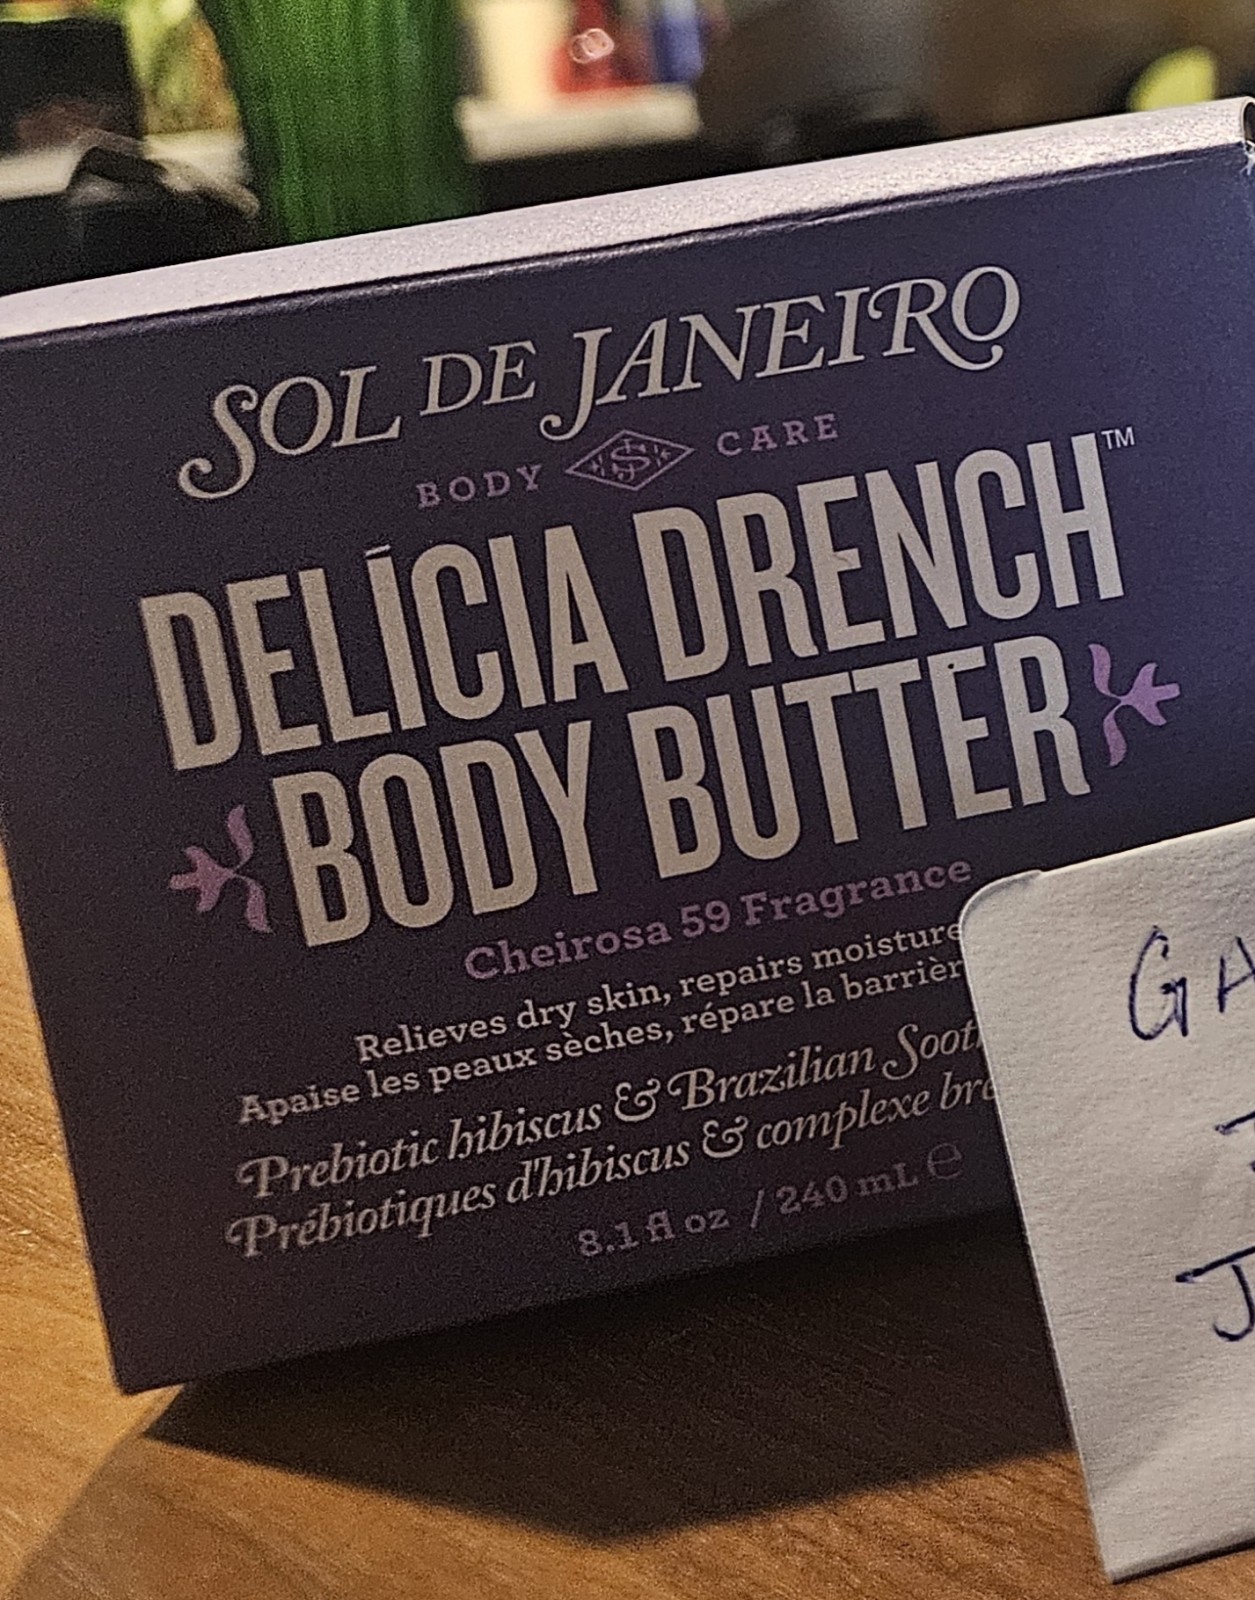 SOL DE JANEIRO
BODY CARE
DELÍCIA DRENCH™
BODY BUTTER
Cheirosa 59 Fragrance
Relieves dry skin, repairs moisture
Apaise les peaux sèches, répare la
Prebiotic hibiscus & Brazilian
Prébiotiques d'hibiscus & complexe
8.1 fl oz / 240 mL ℮